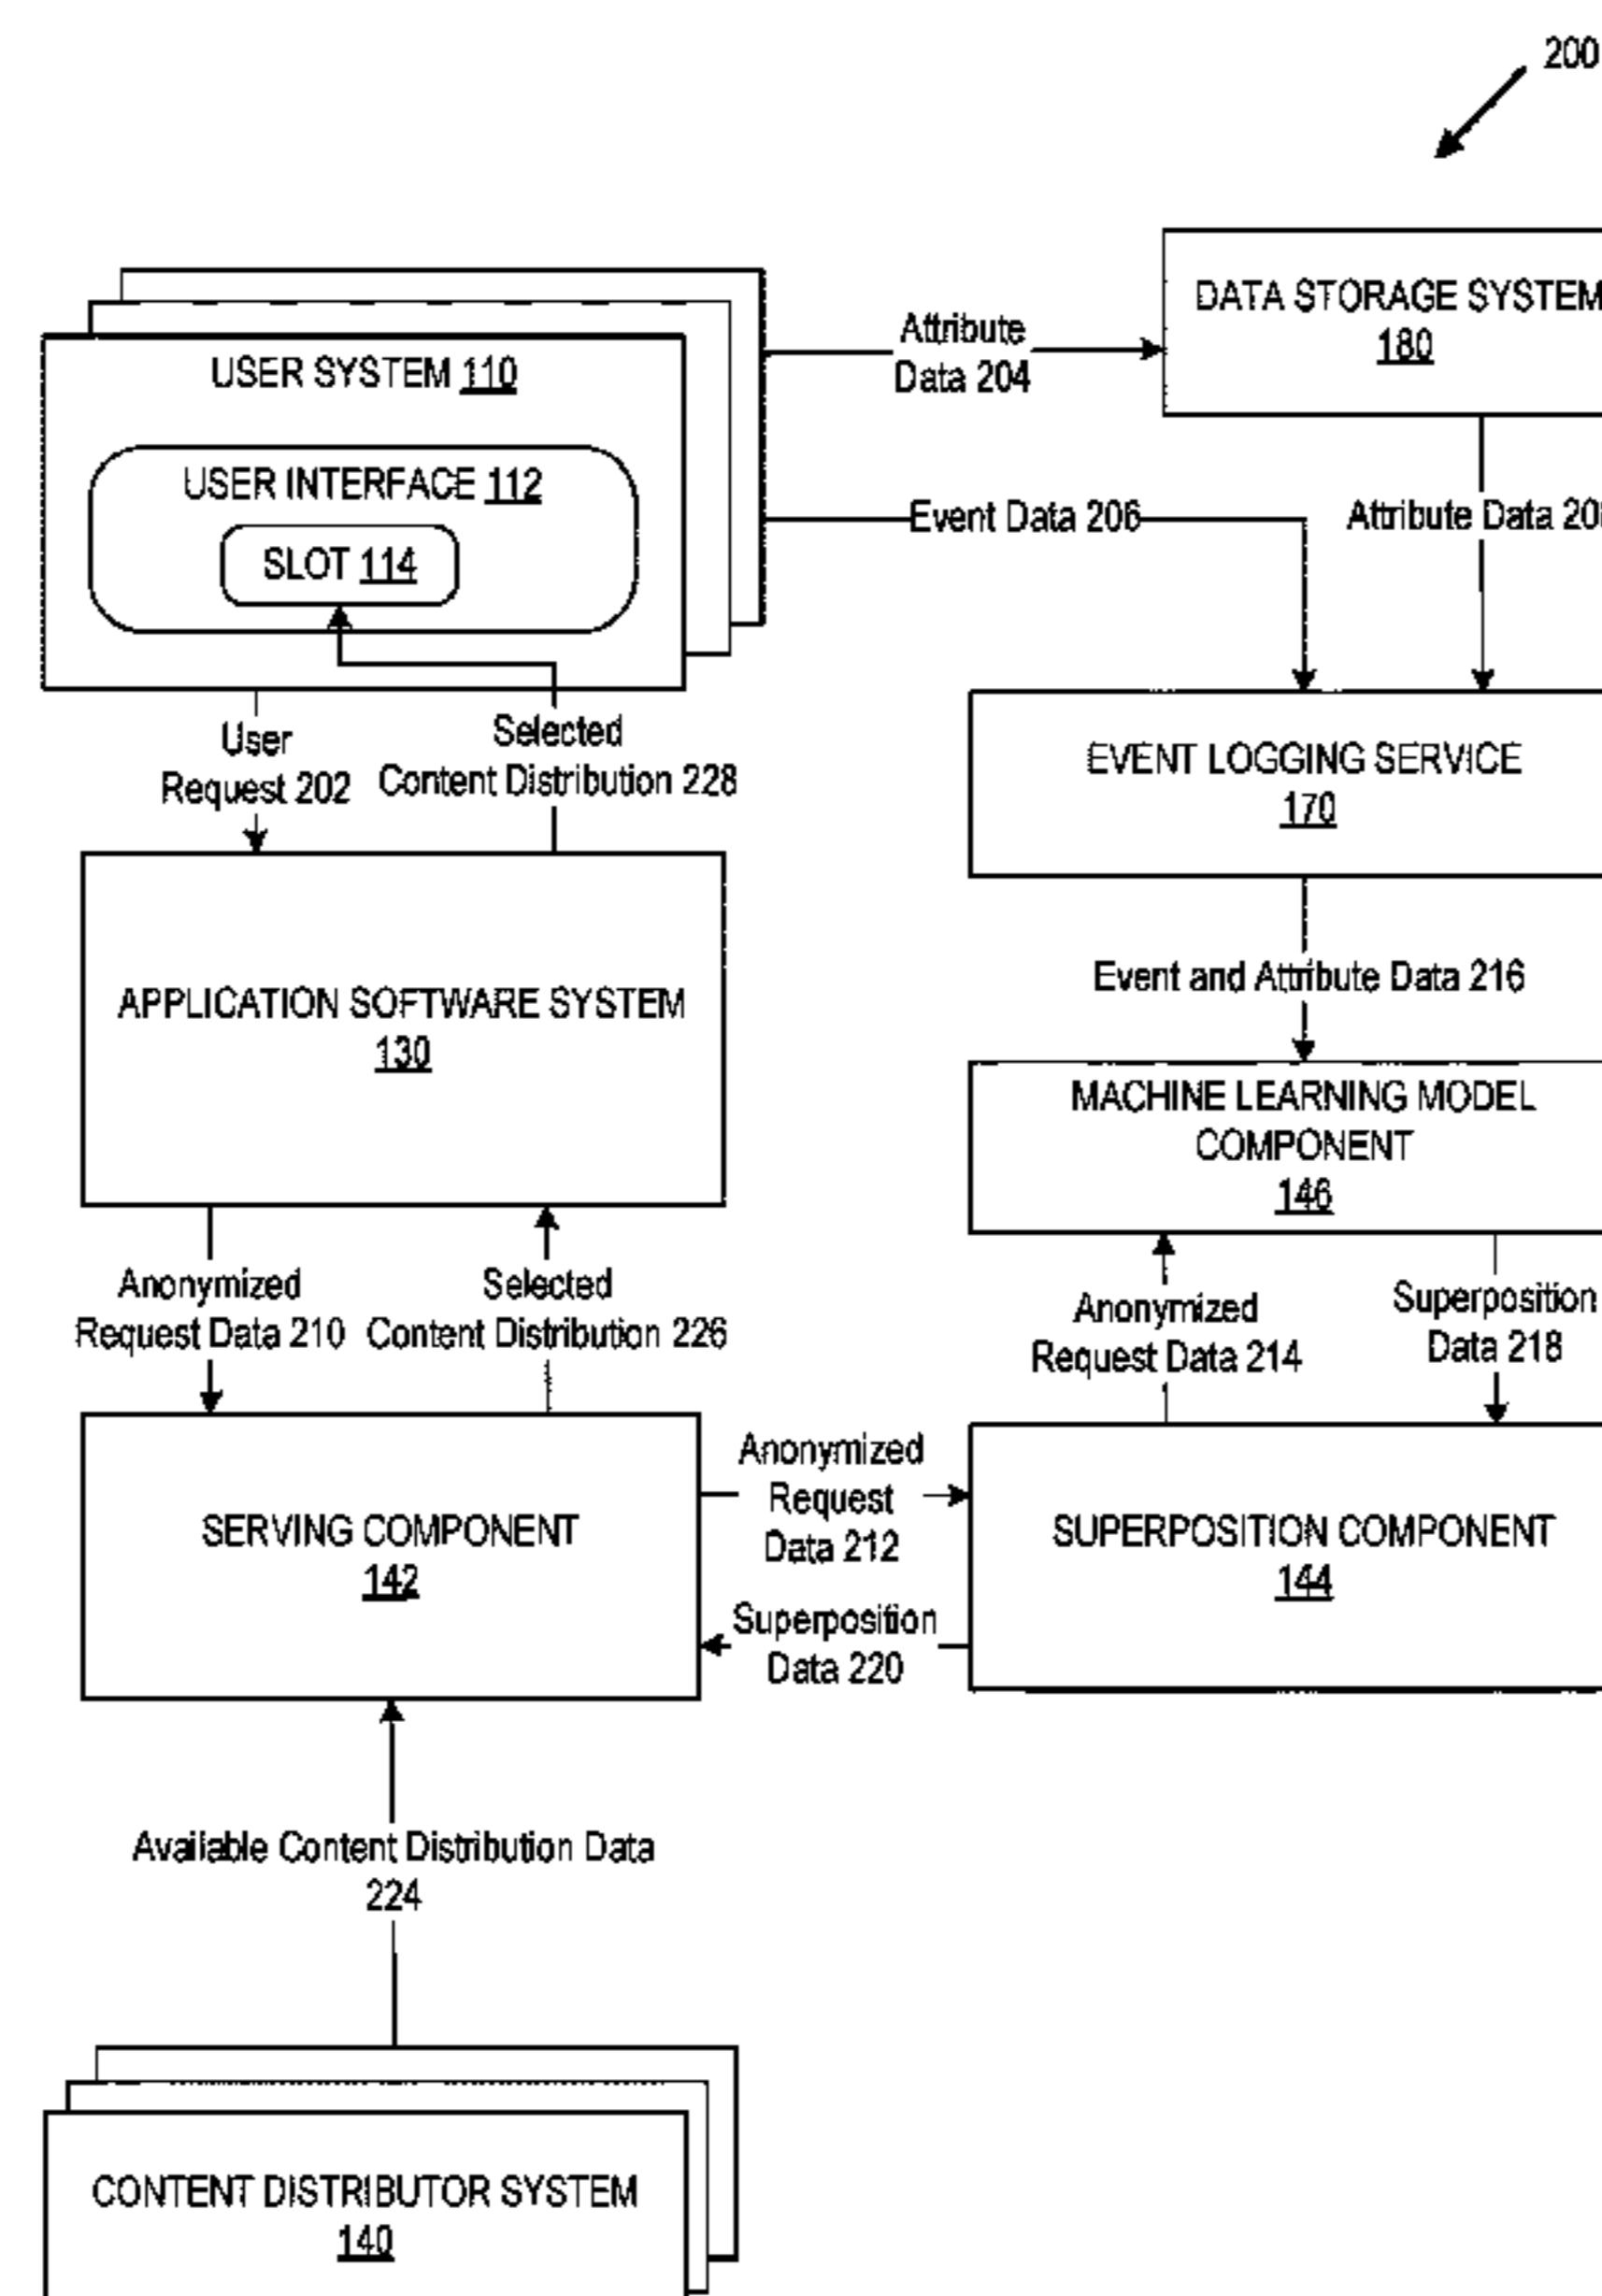 200
DATA STORAGE SYSTEM
180
Attribute
Data 204
USER SYSTEM 110
USER INTERFACE 112
SLOT 114
Event Data 206
Attribute Data
User
Request 202
Selected
Content Distribution 228
EVENT LOGGING SERVICE
170
APPLICATION SOFTWARE SYSTEM
130
Event and Attribute Data 216
MACHINE LEARNING MODEL
COMPONENT
146
Anonymized
Request Data 210
Selected
Content Distribution 226
Anonymized
Request Data 214
Superposition
Data 218
SERVING COMPONENT
142
Anonymized
Request
Data 212
Superposition
Data 220
SUPERPOSITION COMPONENT
144
Available Content Distribution Data
224
CONTENT DISTRIBUTOR SYSTEM
140